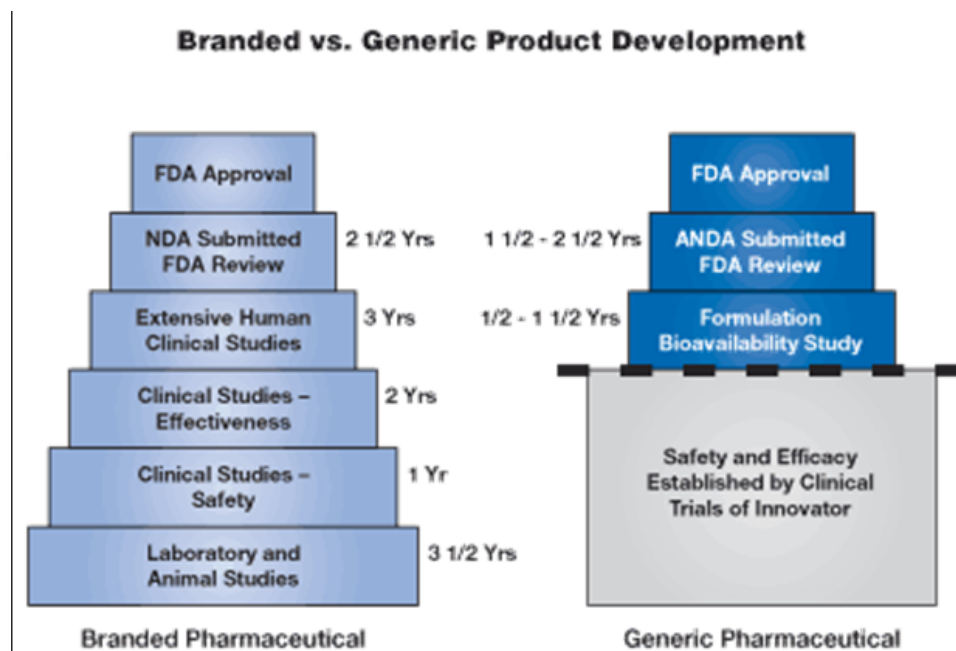 Branded vs. Generic Product Development
FDA Approval
NDA Submitted
FDA Review
2 1/2 Yrs
Extensive Human
Clinical Studies
3 Yrs
Clinical Studies –
Effectiveness
2 Yrs
Clinical Studies –
Safety
1 Yr
Laboratory and
Animal Studies
3 1/2 Yrs
Branded Pharmaceutical
FDA Approval
1 1/2 - 2 1/2 Yrs
ANDA Submitted
FDA Review
1/2 - 1 1/2 Yrs
Formulation
Bioavailability Study
Safety and Efficacy
Established by Clinical
Trials of Innovator
Generic Pharmaceutical